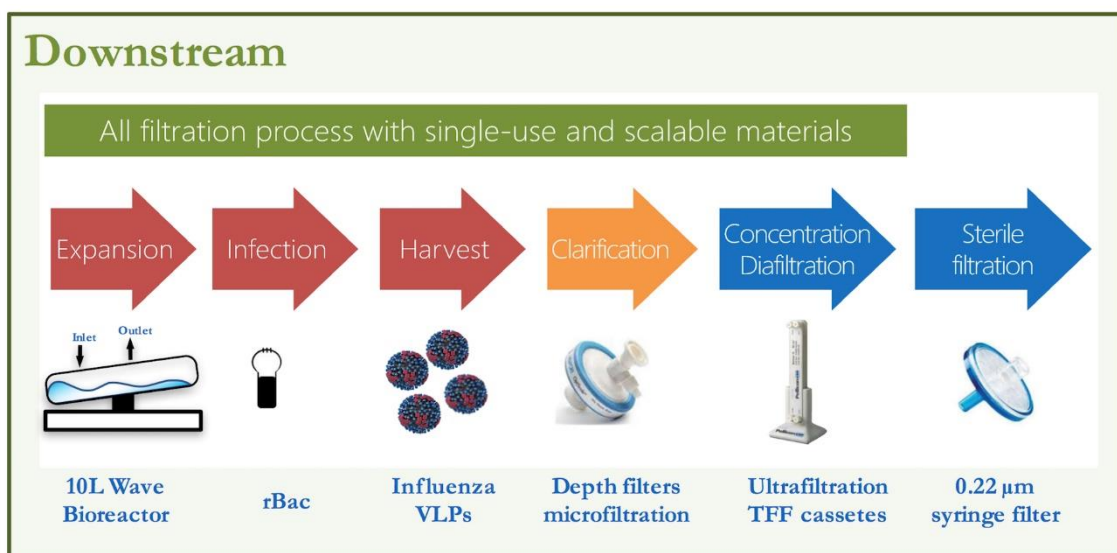 Downstream
All filtration process with single-use and scalable materials
Expansion
Infection
Harvest
Clarification
Concentration
Diafiltration
Sterile
filtration
Inlet
Outlet
10L Wave
Bioreactor
rBac
Influenza
VLPs
Depth filters
microfiltration
Ultrafiltration
TFF cassetes
0.22 µm
syringe filter